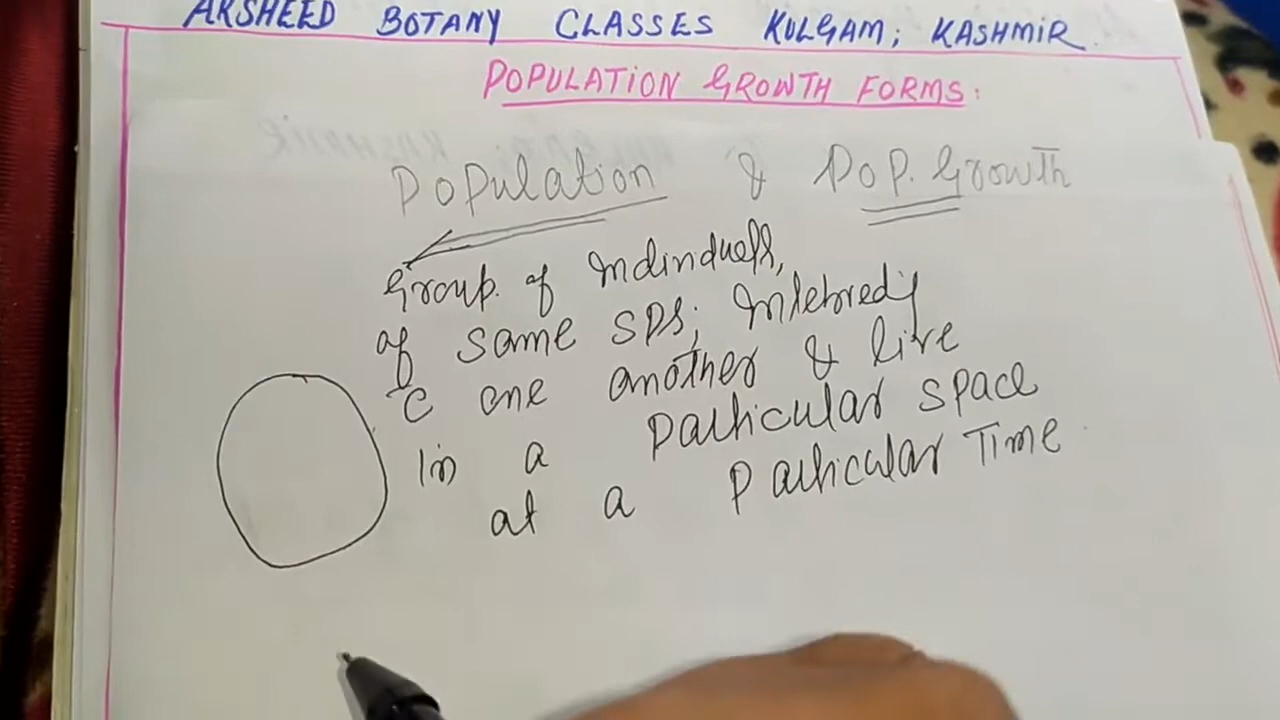 ARSHEED BOTANY CLASSES KULGAM; KASHMIR.
POPULATION GROWTH FORMS:
Population & Pop. Growth
Group. of Individuals,
of same SPS; Interbredig
c̄ one another & live
in a particular space
at a particular Time